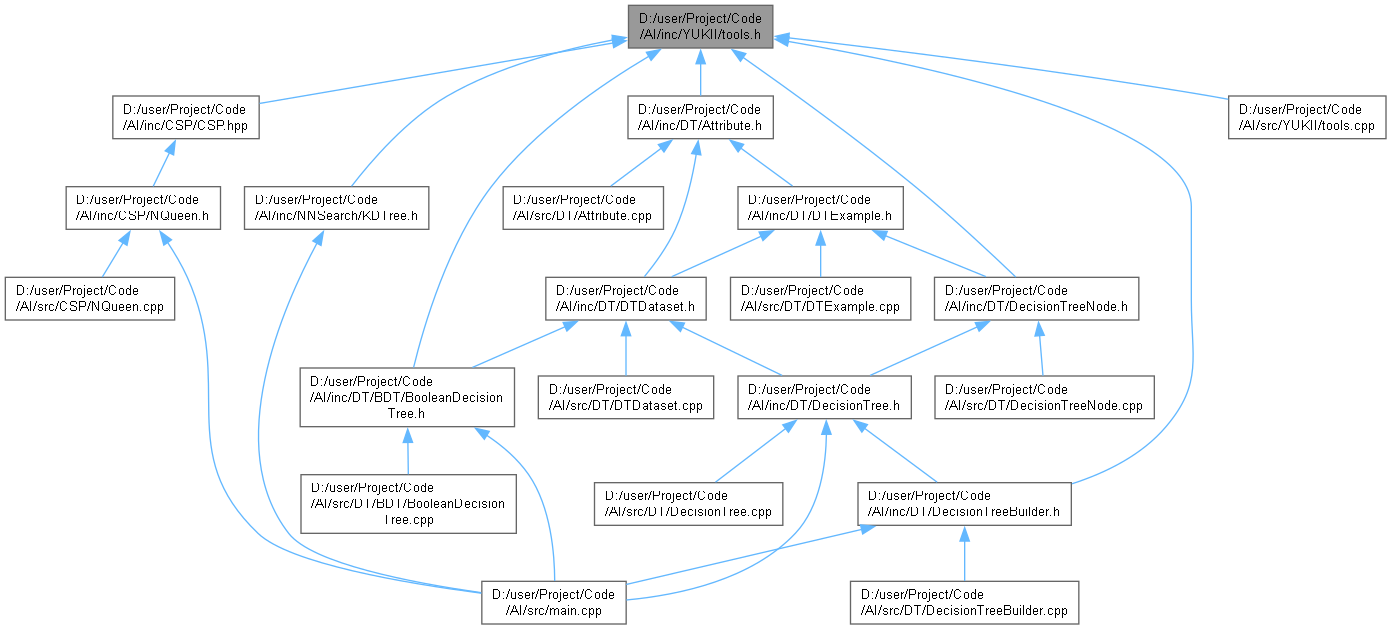 D:/user/Project/Code
/AI/inc/YUKII/tools.h
D:/user/Project/Code
/AI/inc/CSP/CSP.hpp
D:/user/Project/Code
/AI/inc/DT/Attribute.h
D:/user/Project/Code
/AI/src/YUKII/tools.cpp
D:/user/Project/Code
/AI/inc/CSP/NQueen.h
D:/user/Project/Code
/AI/inc/NNSearch/KDTree.h
D:/user/Project/Code
/AI/src/DT/Attribute.cpp
D:/user/Project/Code
/AI/inc/DT/DTExample.h
D:/user/Project/Code
/AI/src/CSP/NQueen.cpp
D:/user/Project/Code
/AI/inc/DT/DTDataset.h
D:/user/Project/Code
/AI/src/DT/DTExample.cpp
D:/user/Project/Code
/AI/inc/DT/DecisionTreeNode.h
D:/user/Project/Code
/AI/inc/DT/BDT/BooleanDecision
Tree.h
D:/user/Project/Code
/AI/src/DT/DTDataset.cpp
D:/user/Project/Code
/AI/inc/DT/DecisionTree.h
D:/user/Project/Code
/AI/src/DT/DecisionTreeNode.cpp
D:/user/Project/Code
/AI/src/DT/BDT/BooleanDecision
Tree.cpp
D:/user/Project/Code
/AI/src/DT/DecisionTree.cpp
D:/user/Project/Code
/AI/inc/DT/DecisionTreeBuilder.h
D:/user/Project/Code
/AI/src/main.cpp
D:/user/Project/Code
/AI/src/DT/DecisionTreeBuilder.cpp